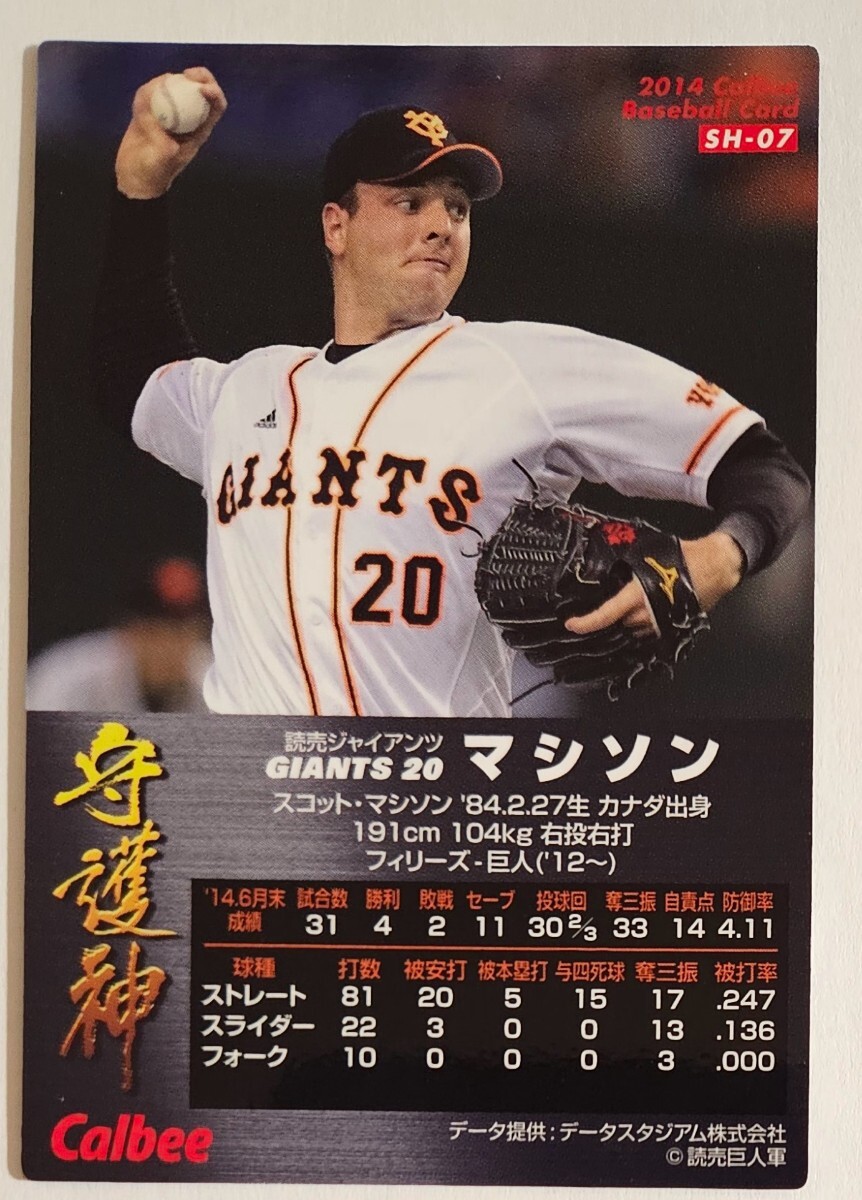 2014 Calbee
Baseball Card
SH-07
GIANTS
20
守護神
読売ジャイアンツ
GIANTS 20 マシソン
スコット・マシソン '84.2.27生 カナダ出身
191cm 104kg 右投右打
フィリーズ-巨人('12〜)
'14.6月末成績 試合数 勝利 敗戦 セーブ 投球回 奪三振 自責点 防御率
31 4 2 11 30 2/3 33 14 4.11
球種 打数 被安打 被本塁打 与四死球 奪三振 被打率
ストレート 81 20 5 15 17 .247
スライダー 22 3 0 0 13 .136
フォーク 10 0 0 0 3 .000
Calbee
データ提供:データスタジアム株式会社
©読売巨人軍